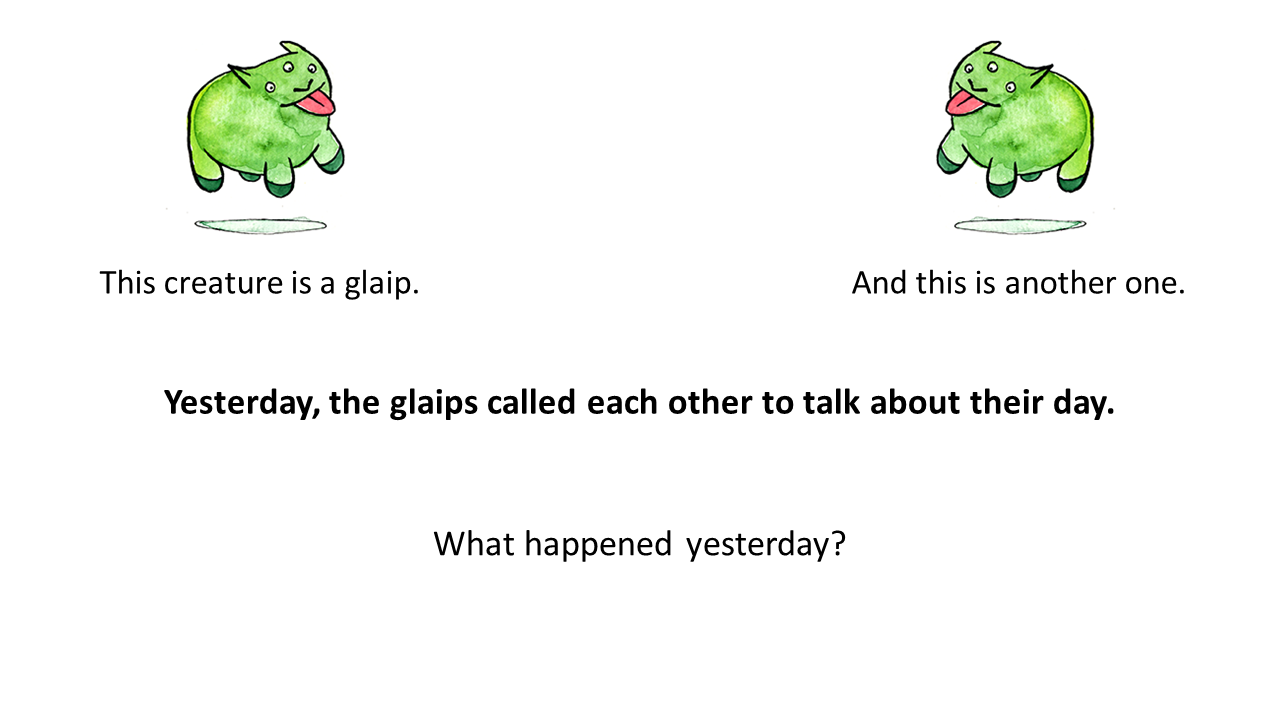 This creature is a glaip.
And this is another one.
Yesterday, the glaips called each other to talk about their day.
What happened yesterday?